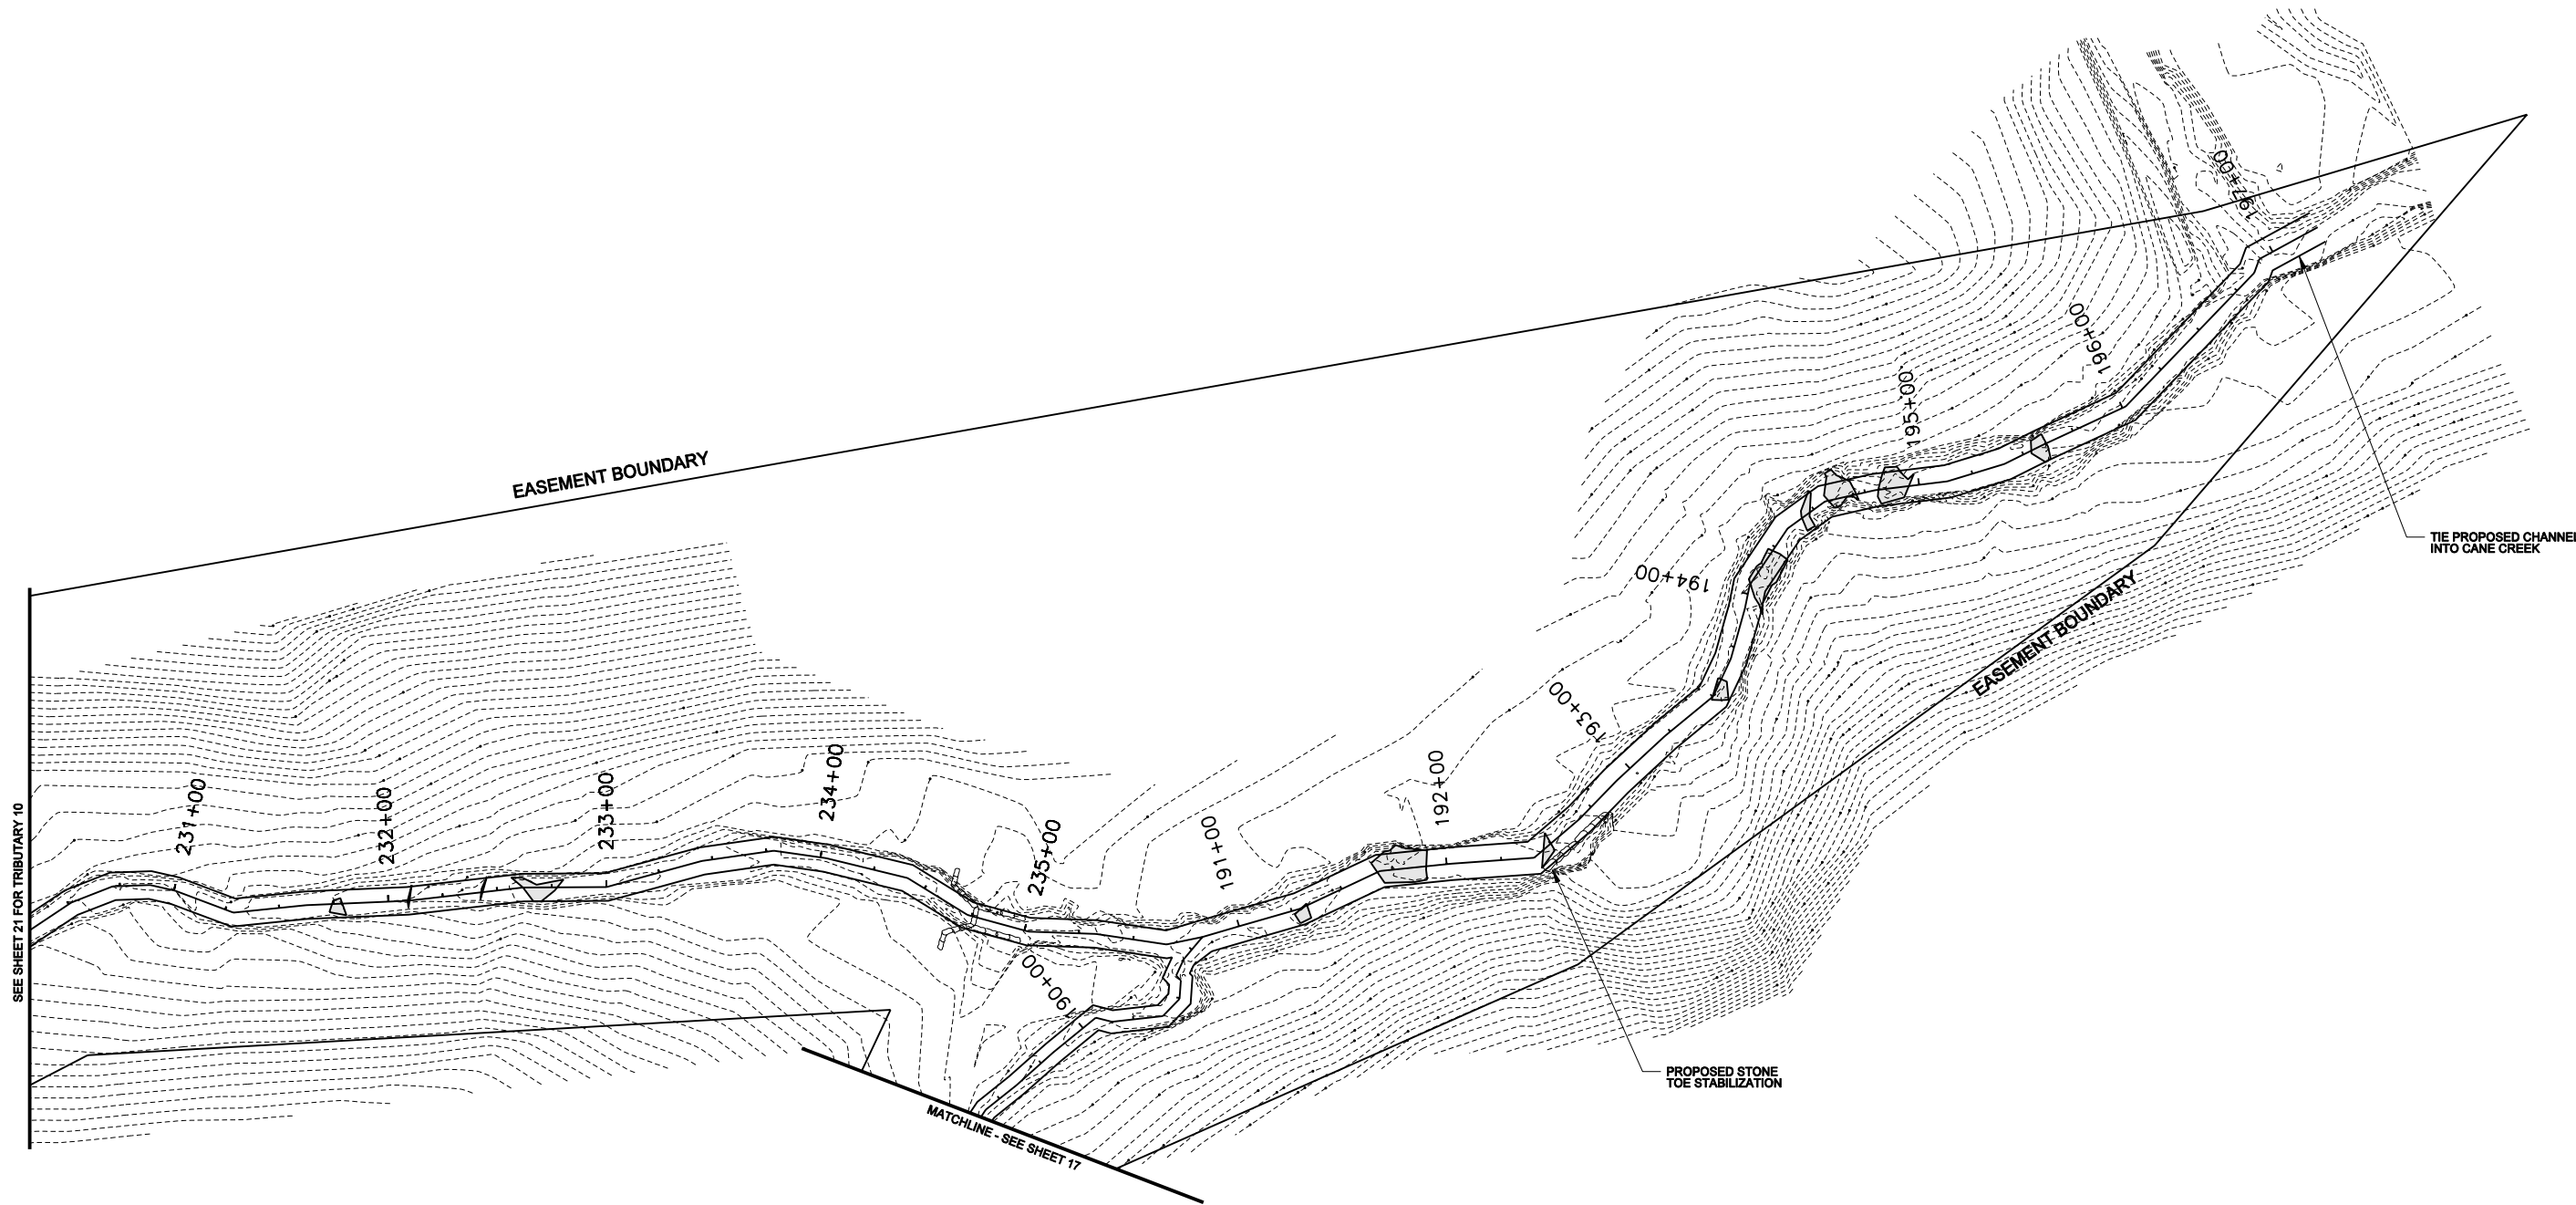 197+00
196+00
195+00
EASEMENT BOUNDARY
TIE PROPOSED CHANNEL
INTO CANE CREEK
194+00
EASEMENT BOUNDARY
193+00
192+00
234+00
233+00
231+00
232+00
191+00
235+00
SEE SHEET 21 FOR TRIBUTARY 10
190+00
PROPOSED STONE
TOE STABILIZATION
MATCHLINE - SEE SHEET 17